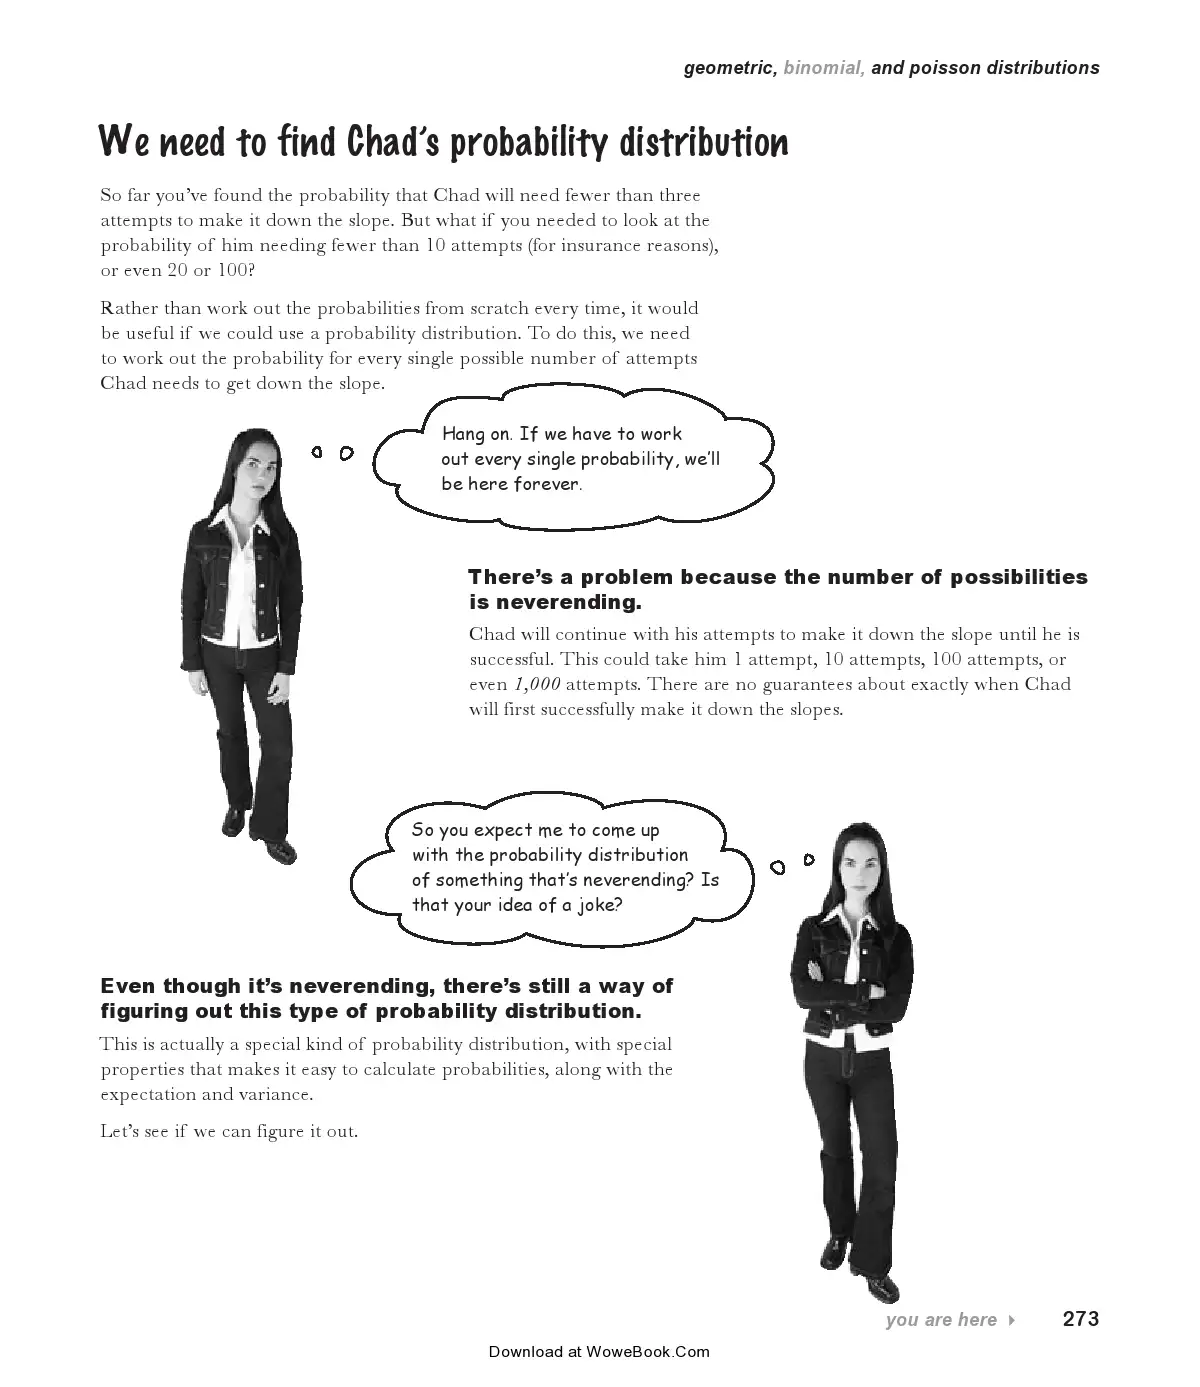 geometric, binomial, and poisson distributions
We need to find Chad's probability distribution
So far you've found the probability that Chad will need fewer than three
attempts to make it down the slope. But what if you needed to look at the
probability of him needing fewer than 10 attempts (for insurance reasons),
or even 20 or 100?
Rather than work out the probabilities from scratch every time, it would
be useful if we could use a probability distribution. To do this, we need
to work out the probability for every single possible number of attempts
Chad needs to get down the slope.
Hang on. If we have to work
out every single probability, we'll
be here forever.
There's a problem because the number of possibilities
is neverending.
Chad will continue with his attempts to make it down the slope until he is
successful. This could take him 1 attempt, 10 attempts, 100 attempts, or
even 1,000 attempts. There are no guarantees about exactly when Chad
will first successfully make it down the slopes.
So you expect me to come up
with the probability distribution
of something that's neverending? Is
that your idea of a joke?
Even though it's neverending, there's still a way of
figuring out this type of probability distribution.
This is actually a special kind of probability distribution, with special
properties that makes it easy to calculate probabilities, along with the
expectation and variance.
Let's see if we can figure it out.
you are here 273
Download at WoweBook.Com